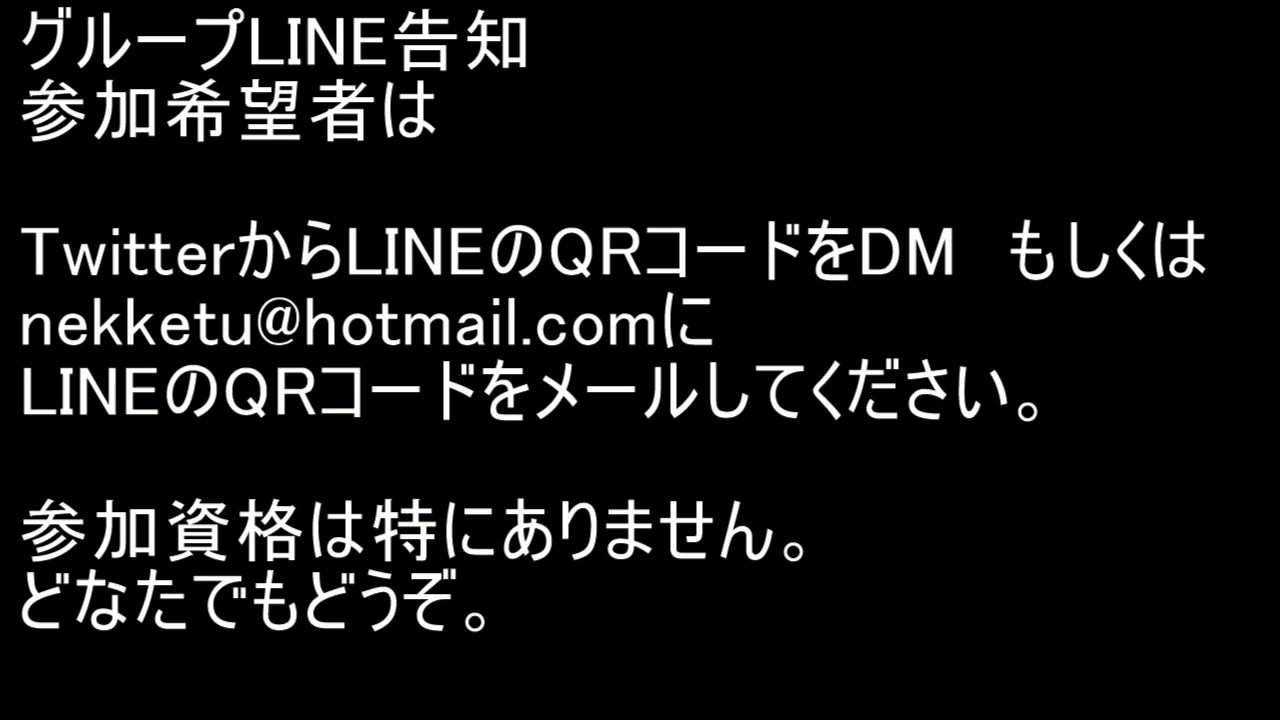 グループLINE告知
参加希望者は
TwitterからLINEのQRコードをDM　もしくは
nekketu@hotmail.comに
LINEのQRコードをメールしてください。
参加資格は特にありません。
どなたでもどうぞ。